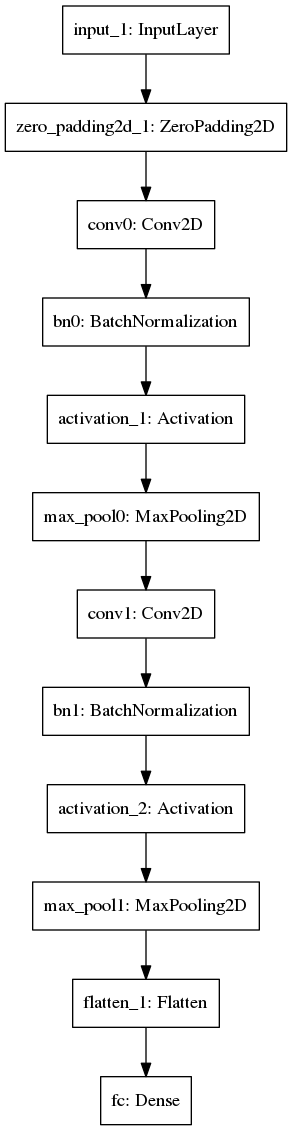 input_1: InputLayer
zero_padding2d_1: ZeroPadding2D
conv0: Conv2D
bn0: BatchNormalization
activation_1: Activation
max_pool0: MaxPooling2D
conv1: Conv2D
bn1: BatchNormalization
activation_2: Activation
max_pool1: MaxPooling2D
flatten_1: Flatten
fc: Dense